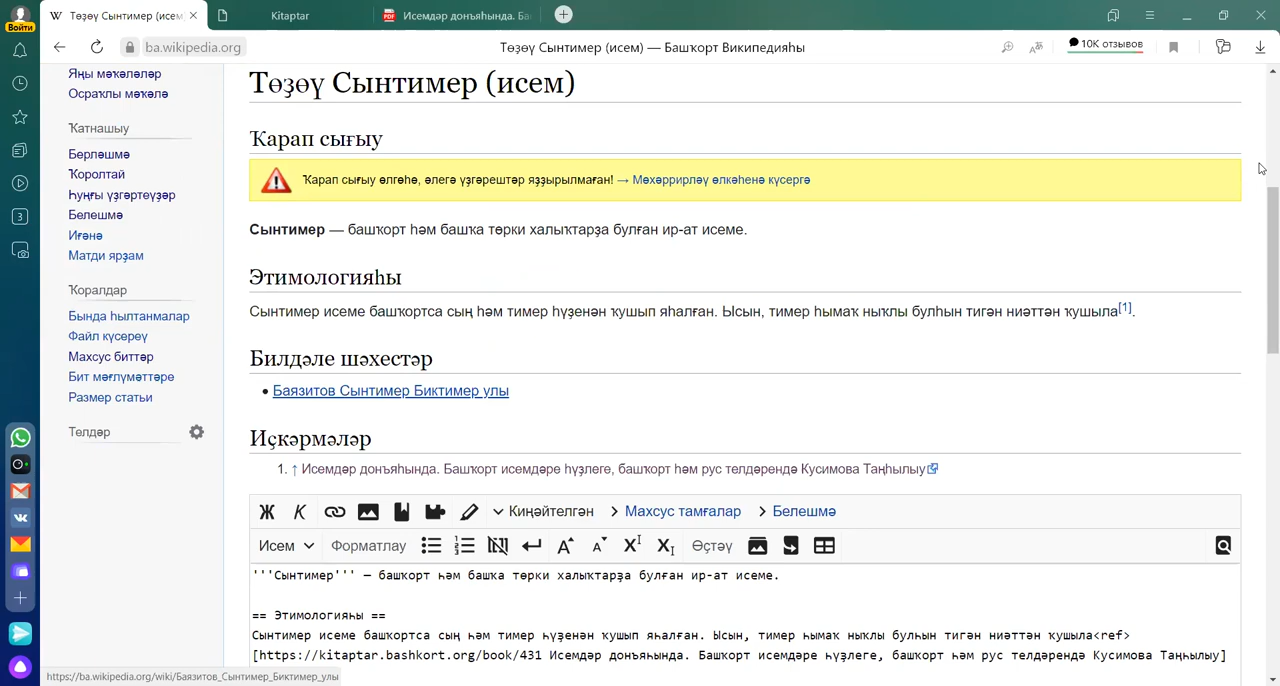 Төҙөү Сынтимер (исем
Kitaptar
Исемдәр донъяһында. Ба
Войти
ba.wikipedia.org
Төҙөү Сынтимер (исем) — Башҡорт Википедияһы
10К отзывов
Яңы мәҡәләләр
Осраҡлы мәҡәлә
Ҡатнашыу
Берләшмә
Ҡоролтай
Һуңғы үҙгәртеүҙәр
Белешмә
Иғәнә
Матди ярҙам
Ҡоралдар
Бында һылтанмалар
Файл күсереү
Махсус биттәр
Бит мәғлүмәттәре
Размер статьи
Телдәр
Төҙөү Сынтимер (исем)
Ҡарап сығыу
Ҡарап сығыу өлгөһө, әлегә үҙгәрештәр яҙҙырылмаған! → Мөхәррирләү өлкәһенә күсергә
Сынтимер — башҡорт һәм башҡа төрки халыҡтарҙа булған ир-ат исеме.
Этимологияһы
Сынтимер исеме башҡортса сың һәм тимер һүҙенән ҡушып яһалған. Ысын, тимер һымаҡ ныҡлы булһын тигән ниәттән ҡушыла[1].
Билдәле шәхестәр
• Баязитов Сынтимер Биктимер улы
Иҫкәрмәләр
1. ↑ Исемдәр донъяһында. Башҡорт исемдәре һүҙлеге, башҡорт һәм рус телдәрендә Кусимова Таңһылыу
Ж К Киңәйтелгән Махсус тамғалар Белешмә
Исем Форматлау Өҫтәү
'''Сынтимер''' — башҡорт һәм башҡа төрки халыҡтарҙа булған ир-ат исеме.
== Этимологияһы ==
Сынтимер исеме башҡортса сың һәм тимер һүҙенән ҡушып яһалған. Ысын, тимер һымаҡ ныҡлы булһын тигән ниәттән ҡушыла<ref>
[https://kitaptar.bashkort.org/book/431 Исемдәр донъяһында. Башҡорт исемдәре һүҙлеге, башҡорт һәм рус телдәрендә Кусимова Таңһылыу]
https://ba.wikipedia.org/wiki/Баязитов_Сынтимер_Биктимер_улы